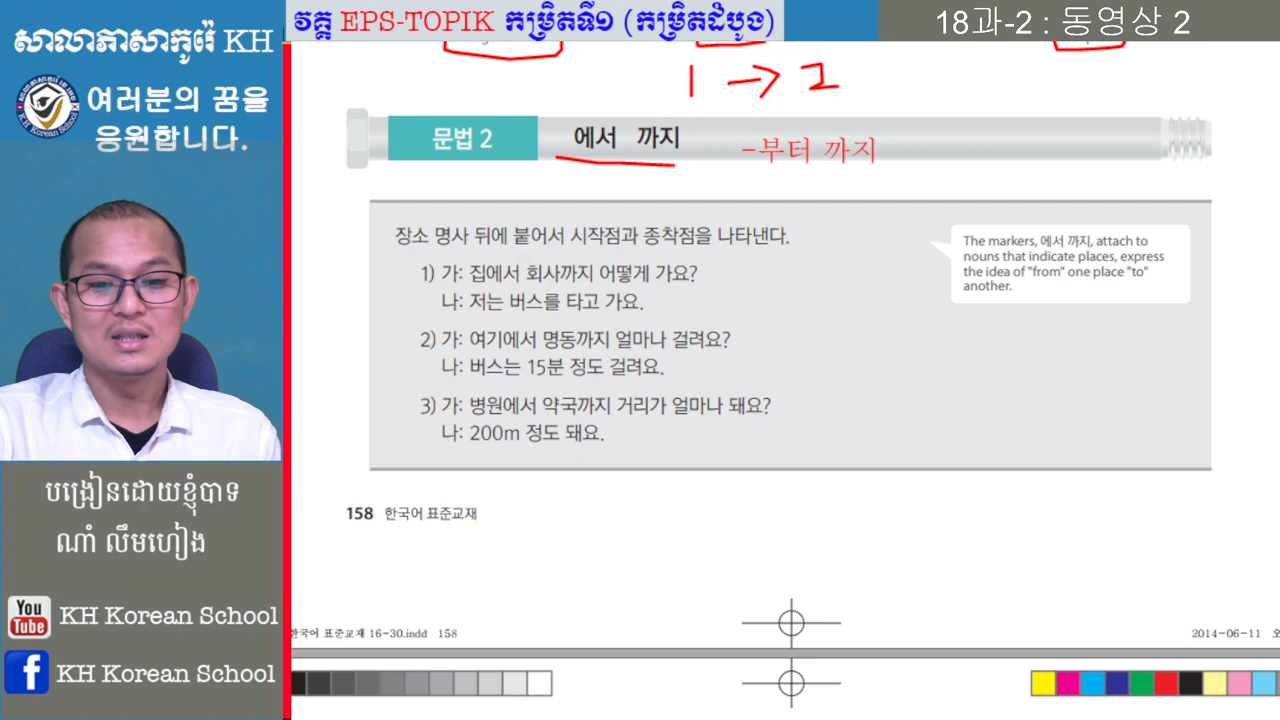 សាលាភាសាកូរ៉េ KH
វគ្គ EPS-TOPIK កម្រិតទី១ (កម្រិតដំបូង)
18과-2 : 동영상 2
여러분의 꿈을
응원합니다.
1 → 2
문법 2
에서 까지
-부터 까지
장소 명사 뒤에 붙어서 시작점과 종착점을 나타낸다.
The markers, 에서 까지, attach to
nouns that indicate places, express
the idea of "from" one place "to"
another.
1) 가: 집에서 회사까지 어떻게 가요?
나: 저는 버스를 타고 가요.
2) 가: 여기에서 명동까지 얼마나 걸려요?
나: 버스는 15분 정도 걸려요.
3) 가: 병원에서 약국까지 거리가 얼마나 돼요?
나: 200m 정도 돼요.
158 한국어 표준교재
បង្រៀនដោយខ្ញុំបាទ
ណាំ លឹមហៀង
You Tube KH Korean School
f KH Korean School
한국어 표준교재 16-30.indd 158
2014-06-11 오